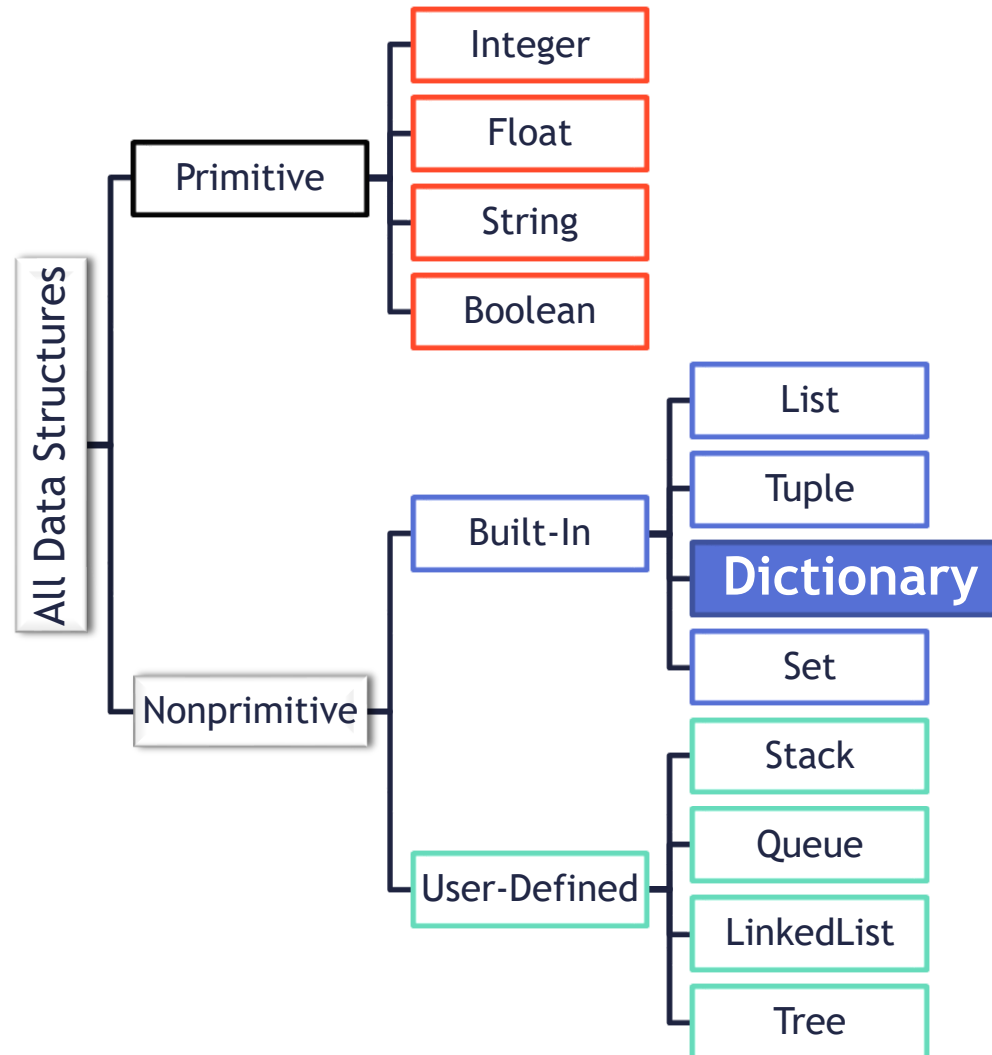 All Data Structures
Primitive
Integer
Float
String
Boolean
Nonprimitive
Built-In
List
Tuple
Dictionary
Set
User-Defined
Stack
Queue
LinkedList
Tree